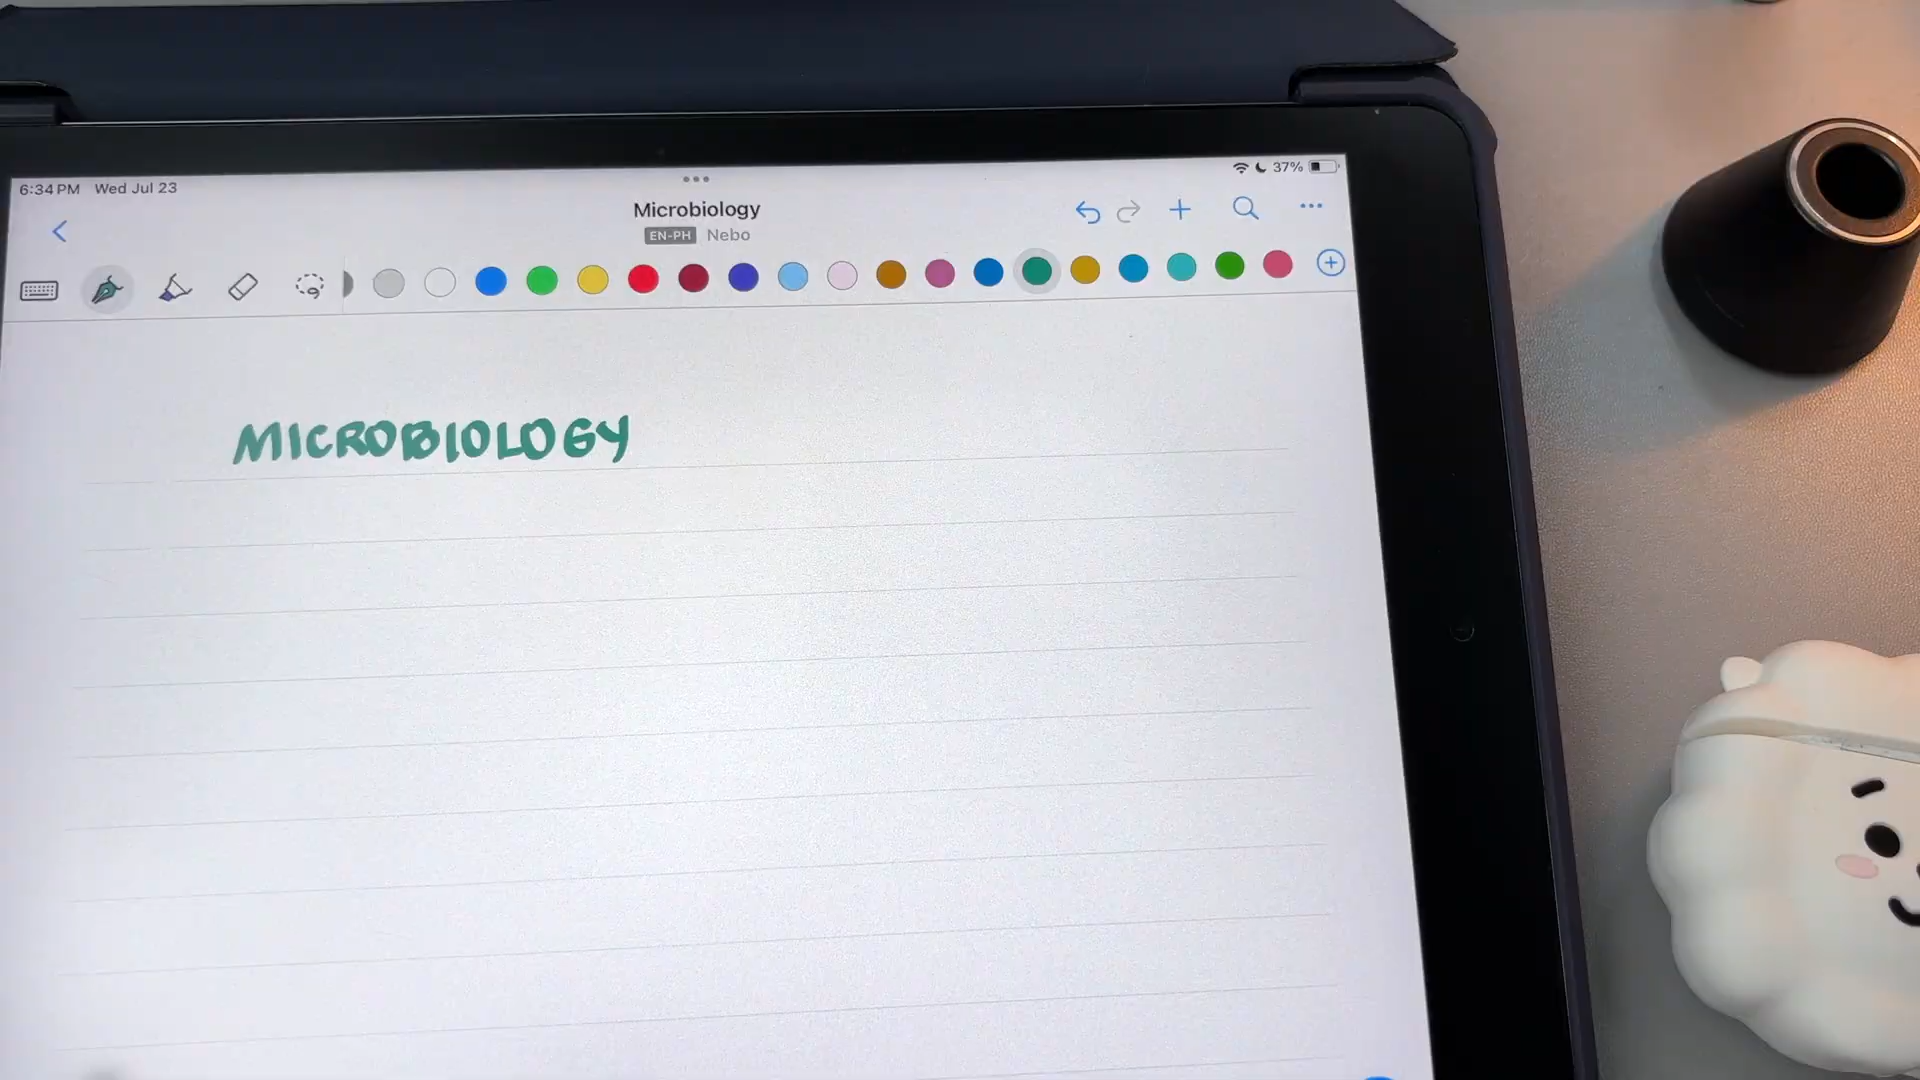 6:34 PM Wed Jul 23
37%
Microbiology
EN-PH Nebo
MICROBIOLOGY